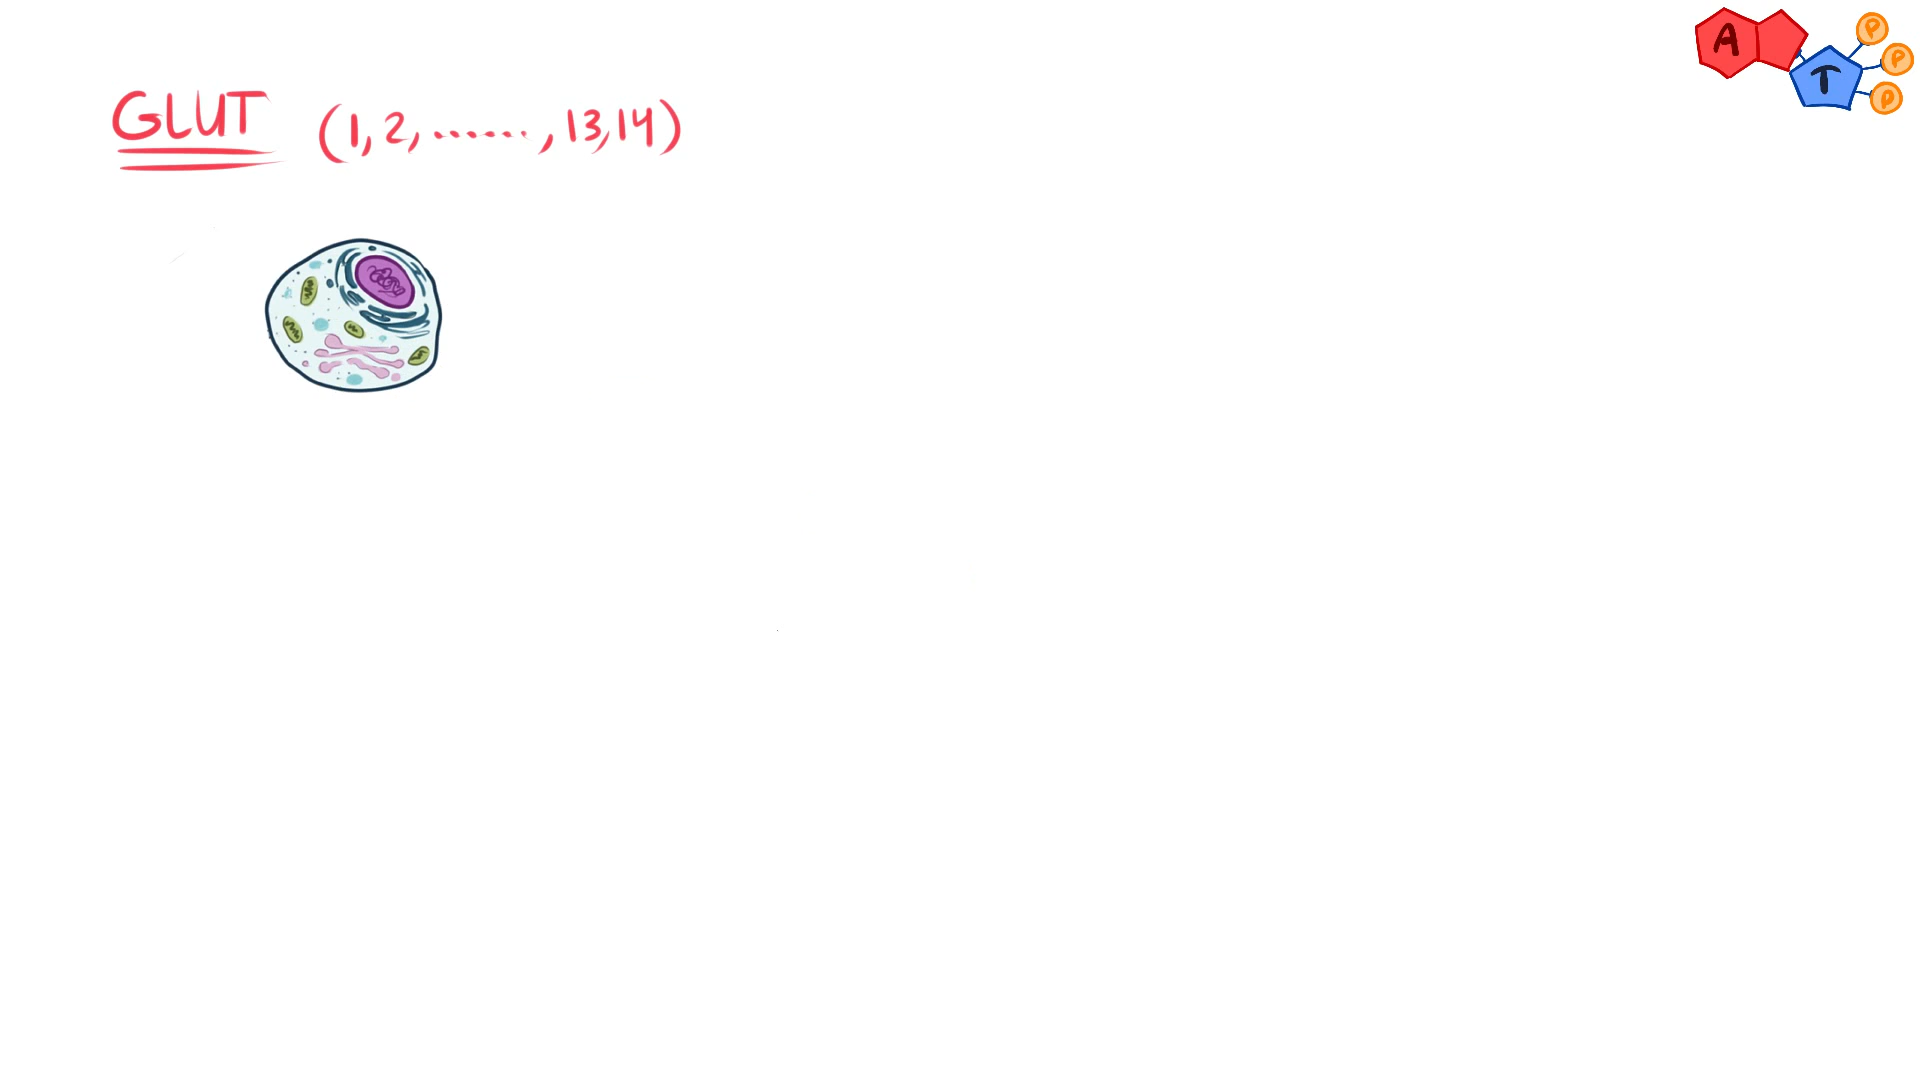 GLUT (1,2,......,13,14)
A T P P P